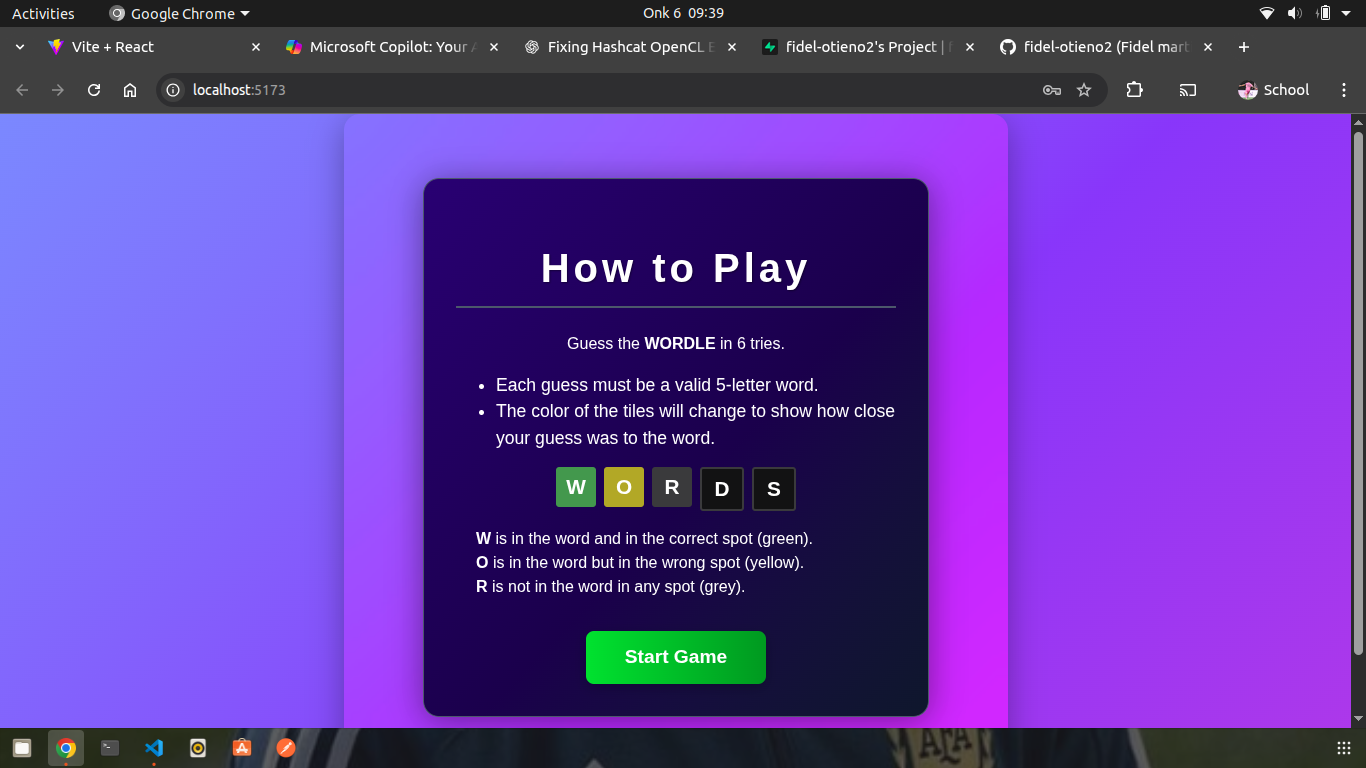 Activities
Google Chrome
Onk 6 09:39
Vite + React
Microsoft Copilot: Your A
Fixing Hashcat OpenCL E
fidel-otieno2's Project |
fidel-otieno2 (Fidel mart
localhost:5173
School
How to Play
Guess the WORDLE in 6 tries.
Each guess must be a valid 5-letter word.
The color of the tiles will change to show how close
your guess was to the word.
W O R D S
W is in the word and in the correct spot (green).
O is in the word but in the wrong spot (yellow).
R is not in the word in any spot (grey).
Start Game